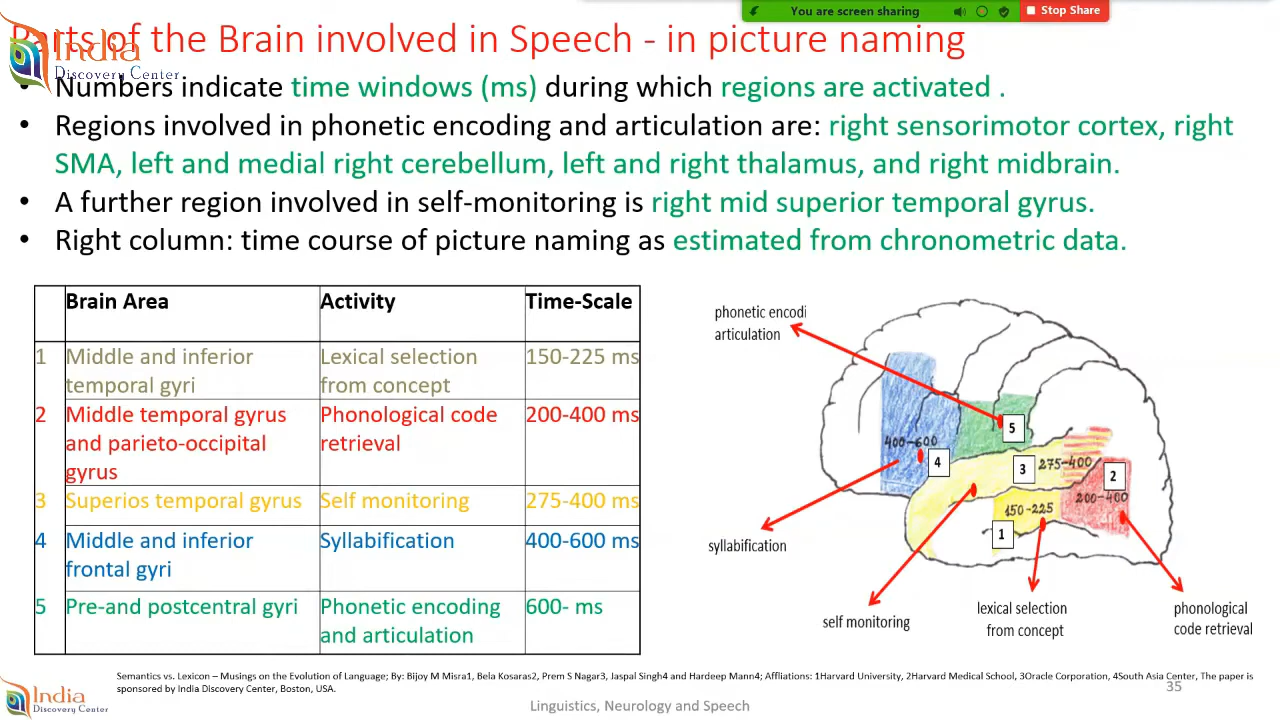 You are screen sharing
Stop Share
Parts of the Brain involved in Speech - in picture naming
India
Discovery Center
• Numbers indicate time windows (ms) during which regions are activated .
• Regions involved in phonetic encoding and articulation are: right sensorimotor cortex, right
SMA, left and medial right cerebellum, left and right thalamus, and right midbrain.
• A further region involved in self-monitoring is right mid superior temporal gyrus.
• Right column: time course of picture naming as estimated from chronometric data.
Brain Area Activity Time-Scale
1 Middle and inferior temporal gyri Lexical selection from concept 150-225 ms
2 Middle temporal gyrus and parieto-occipital gyrus Phonological code retrieval 200-400 ms
3 Superios temporal gyrus Self monitoring 275-400 ms
4 Middle and inferior frontal gyri Syllabification 400-600 ms
5 Pre-and postcentral gyri Phonetic encoding and articulation 600- ms
phonetic encodi
articulation
5
400-600
4
3
275-400
2
200-400
150-225
1
syllabification
self monitoring
lexical selection
from concept
phonological
code retrieval
Semantics vs. Lexicon – Musings on the Evolution of Language; By: Bijoy M Misra1, Bela Kosaras2, Prem S Nagar3, Jaspal Singh4 and Hardeep Mann4; Affliations: 1Harvard University, 2Harvard Medical School, 3Oracle Corporation, 4South Asia Center, The paper is
sponsored by India Discovery Center, Boston, USA.
35
India
Discovery Center
Linguistics, Neurology and Speech